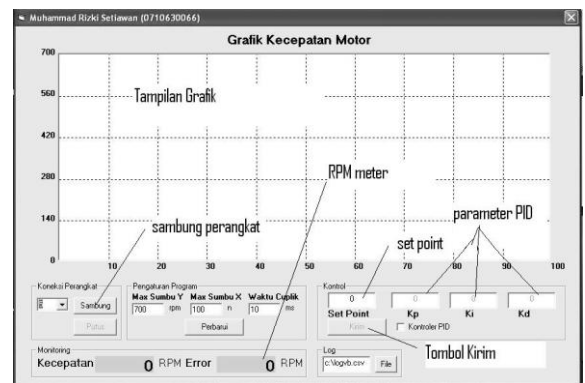 Muhammad Rizki Setiawan (0710630066)
Grafik Kecepatan Motor
700
560
420
280
140
0
10 20 30 40 50 60 70 80 90 100
Tampilan Grafik
RPM meter
sambung perangkat
parameter PID
set point
Koneksi Perangkat
Sambung
Putus
Pengaturan Program
Max Sumbu Y Max Sumbu X Waktu Cuplik
700 rpm 100 n 10 ms
Perbarui
Kontrol
0 0 0 0
Set Point Kp Ki Kd
Kirim Kontroler PID
Monitoring
Kecepatan 0 RPM Error 0 RPM
Log
c:\logvb.csv File
Tombol Kirim